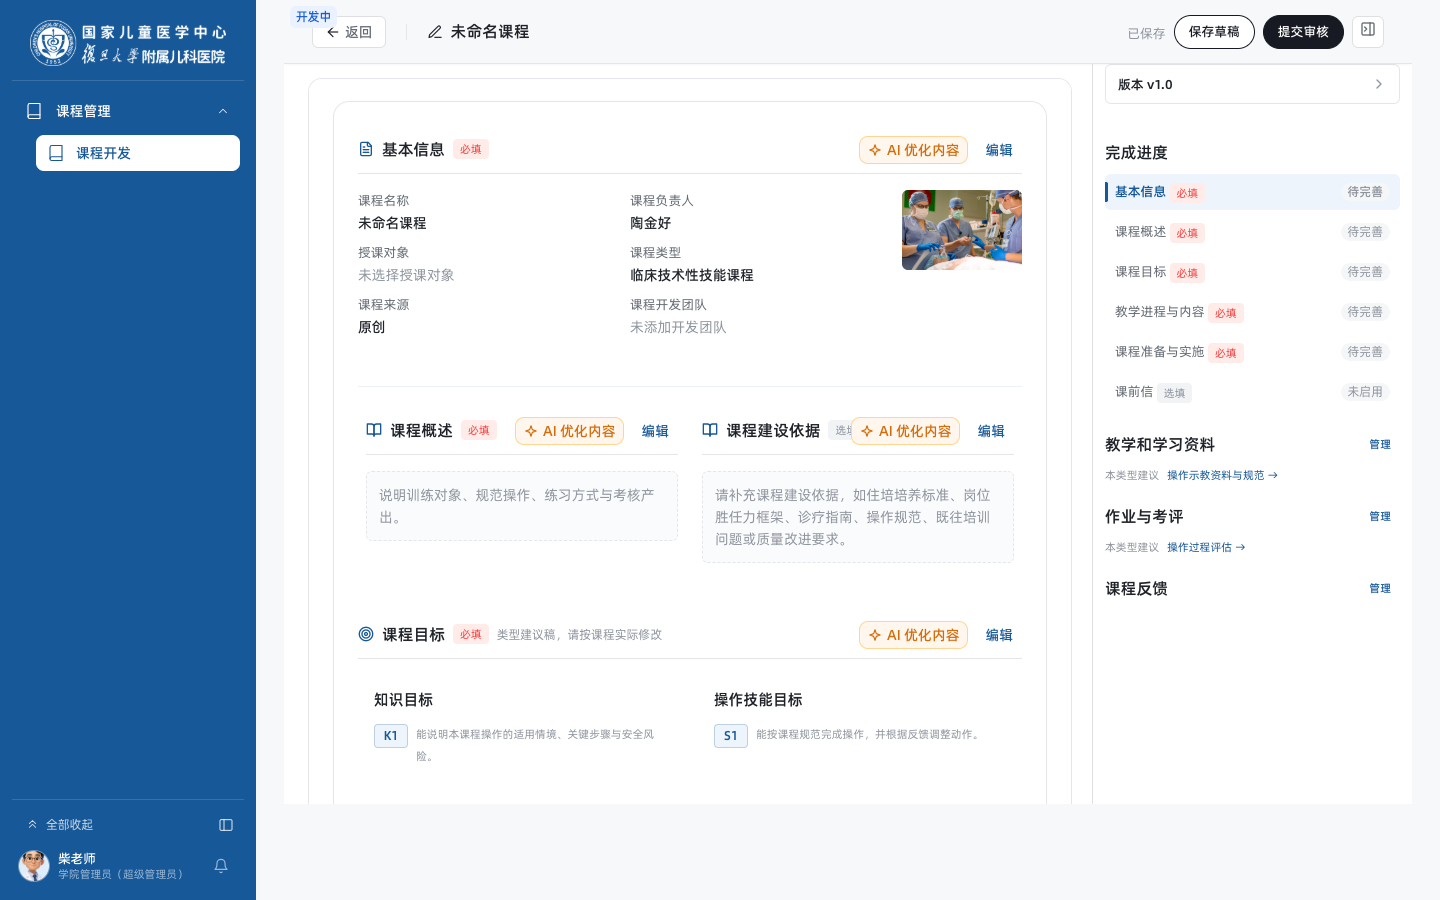 国家儿童医学中心
復旦大学附属儿科医院
课程管理
课程开发
全部收起
柴老师
学院管理员（超级管理员）
开发中
返回
未命名课程
已保存
保存草稿
提交审核
基本信息 必填
AI 优化内容 编辑
课程名称
未命名课程
课程负责人
陶金好
授课对象
未选择授课对象
课程类型
临床技术性技能课程
课程来源
原创
课程开发团队
未添加开发团队
课程概述 必填 AI 优化内容 编辑
说明训练对象、规范操作、练习方式与考核产
出。
课程建设依据 AI 优化内容 编辑
请补充课程建设依据，如住培培养标准、岗位
胜任力框架、诊疗指南、操作规范、既往培训
问题或质量改进要求。
课程目标 必填 类型建议稿，请按课程实际修改
AI 优化内容 编辑
知识目标
K1 能说明本课程操作的适用情境、关键步骤与安全风
险。
操作技能目标
S1 能按课程规范完成操作，并根据反馈调整动作。
版本 v1.0
完成进度
基本信息 必填 待完善
课程概述 必填 待完善
课程目标 必填 待完善
教学进程与内容 必填 待完善
课程准备与实施 必填 待完善
课前信 选填 未启用
教学和学习资料 管理
本类型建议 操作示教资料与规范 →
作业与考评 管理
本类型建议 操作过程评估 →
课程反馈 管理